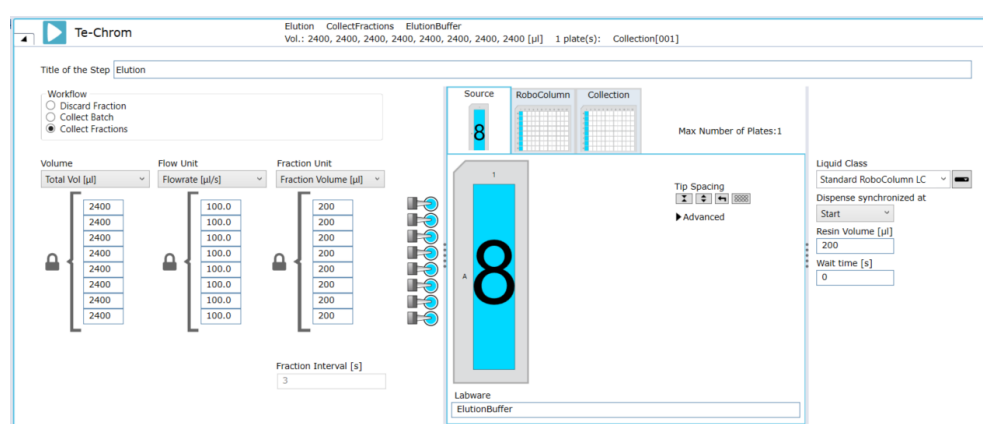 Te-Chrom
Elution CollectFractions ElutionBuffer
Vol.: 2400, 2400, 2400, 2400, 2400, 2400, 2400, 2400 [µl] 1 plate(s): Collection[001]
Title of the Step Elution
Workflow
Discard Fraction
Collect Batch
Collect Fractions
Volume Flow Unit Fraction Unit
Total Vol [µl] Flowrate [µl/s] Fraction Volume [µl]
2400 100.0 200
2400 100.0 200
2400 100.0 200
2400 100.0 200
2400 100.0 200
2400 100.0 200
2400 100.0 200
2400 100.0 200
Fraction Interval [s]
3
Source RoboColumn Collection
8
Max Number of Plates:1
1
A 8
Tip Spacing
Advanced
Labware
ElutionBuffer
Liquid Class
Standard RoboColumn LC
Dispense synchronized at
Start
Resin Volume [µl]
200
Wait time [s]
0